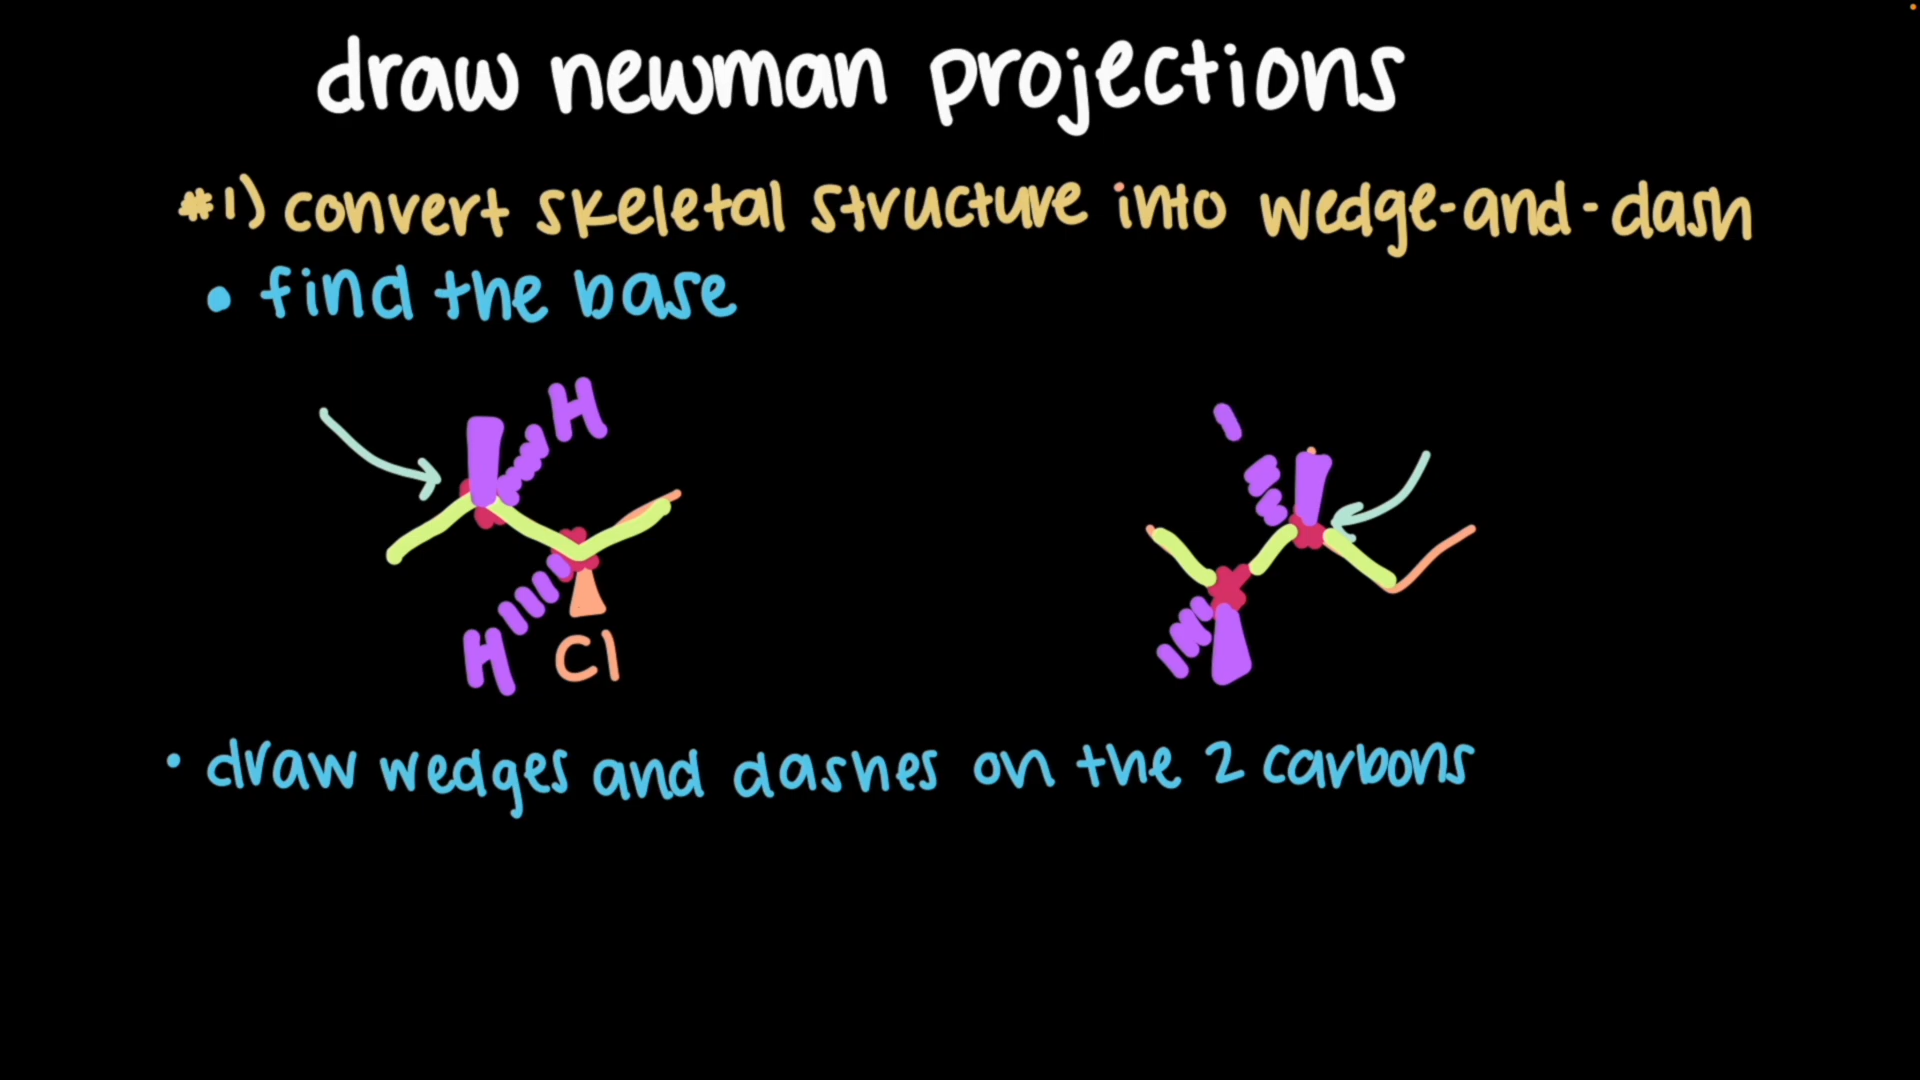 draw newman projections
#1) convert skeletal structure into wedge-and-dash
• find the base
H
H
Cl
• draw wedges and dashes on the 2 carbons